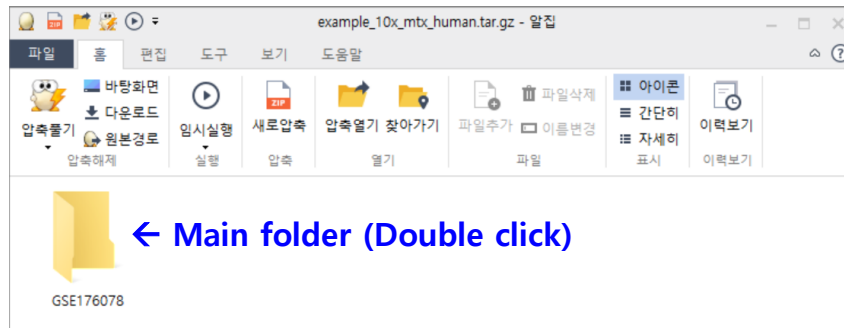 example_10x_mtx_human.tar.gz - 알집
파일 홈 편집 도구 보기 도움말
바탕화면
다운로드
원본경로
압축풀기
압축해제
임시실행
실행
ZIP
새로압축
압축
압축열기 찾아가기
열기
파일추가
파일삭제
이름변경
파일
아이콘
간단히
자세히
표시
이력보기
이력보기
← Main folder (Double click)
GSE176078